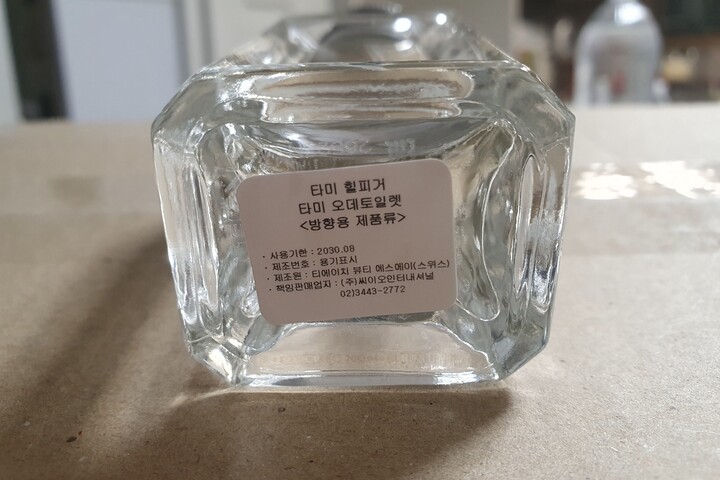 타미 힐피거
타미 오데토일렛
<방향용 제품류>
· 사용기한 : 2030.08
· 제조번호 : 용기표시
· 제조원 : 티에이치 뷰티 에스에이(스위스)
· 책임판매업자 : (주)씨이오인터내셔널
02)3443-2772